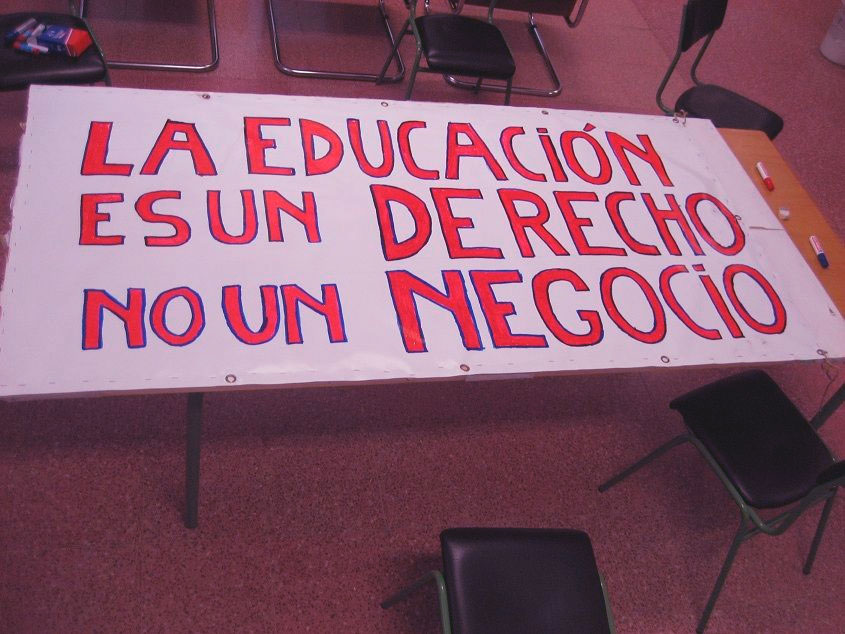 LA EDUCACiÓN
ES UN DERECHO
NO UN NEGOCiO